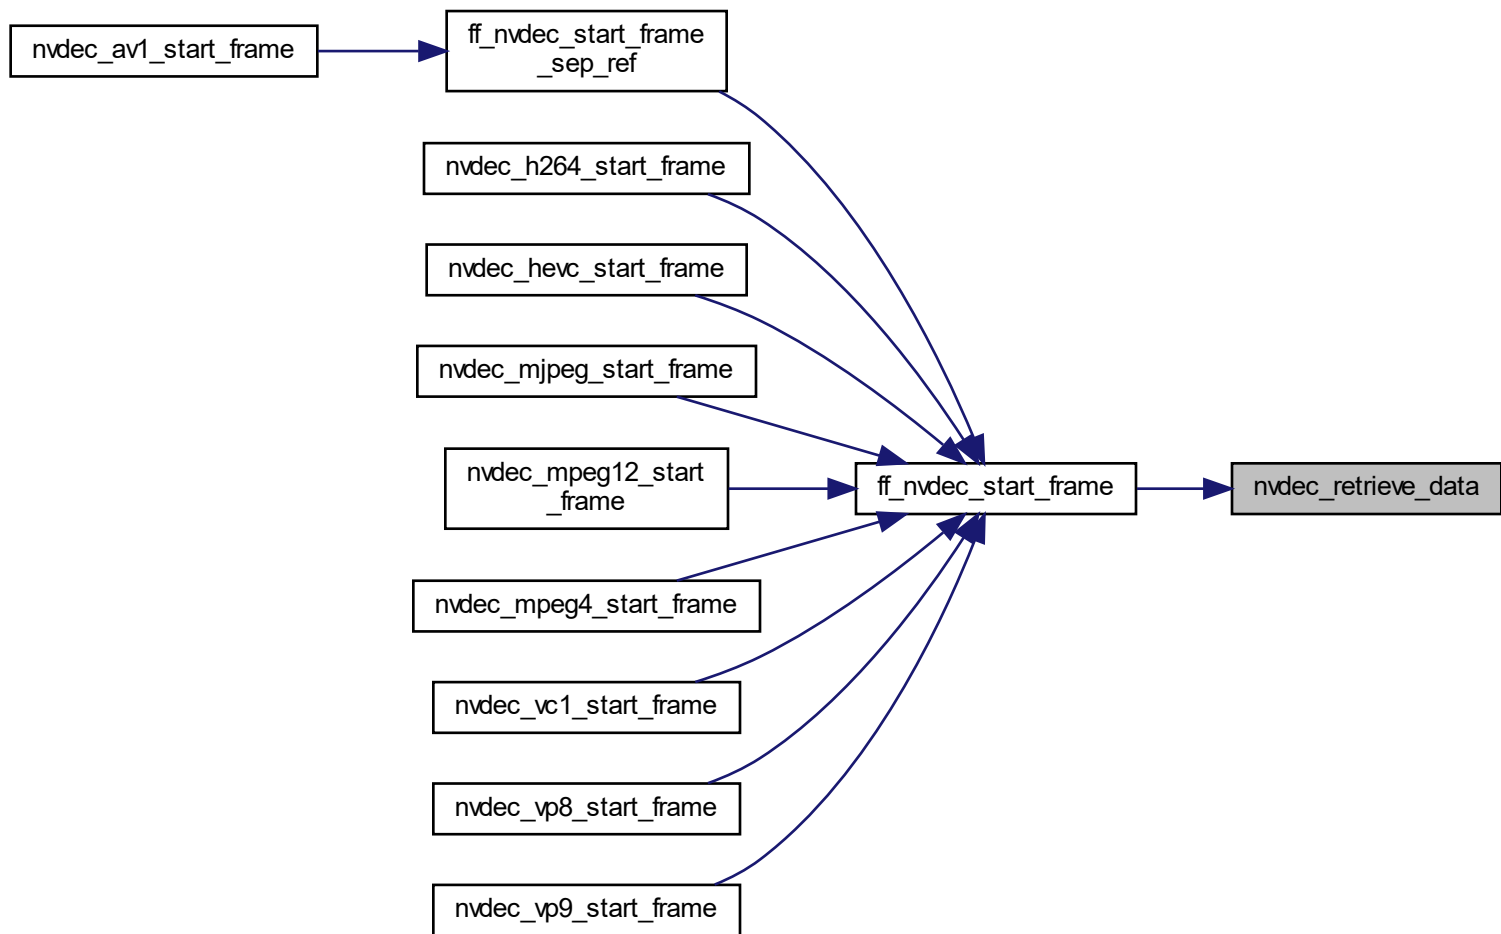 nvdec_av1_start_frame
ff_nvdec_start_frame
_sep_ref
nvdec_h264_start_frame
nvdec_hevc_start_frame
nvdec_mjpeg_start_frame
nvdec_mpeg12_start
_frame
ff_nvdec_start_frame
nvdec_retrieve_data
nvdec_mpeg4_start_frame
nvdec_vc1_start_frame
nvdec_vp8_start_frame
nvdec_vp9_start_frame